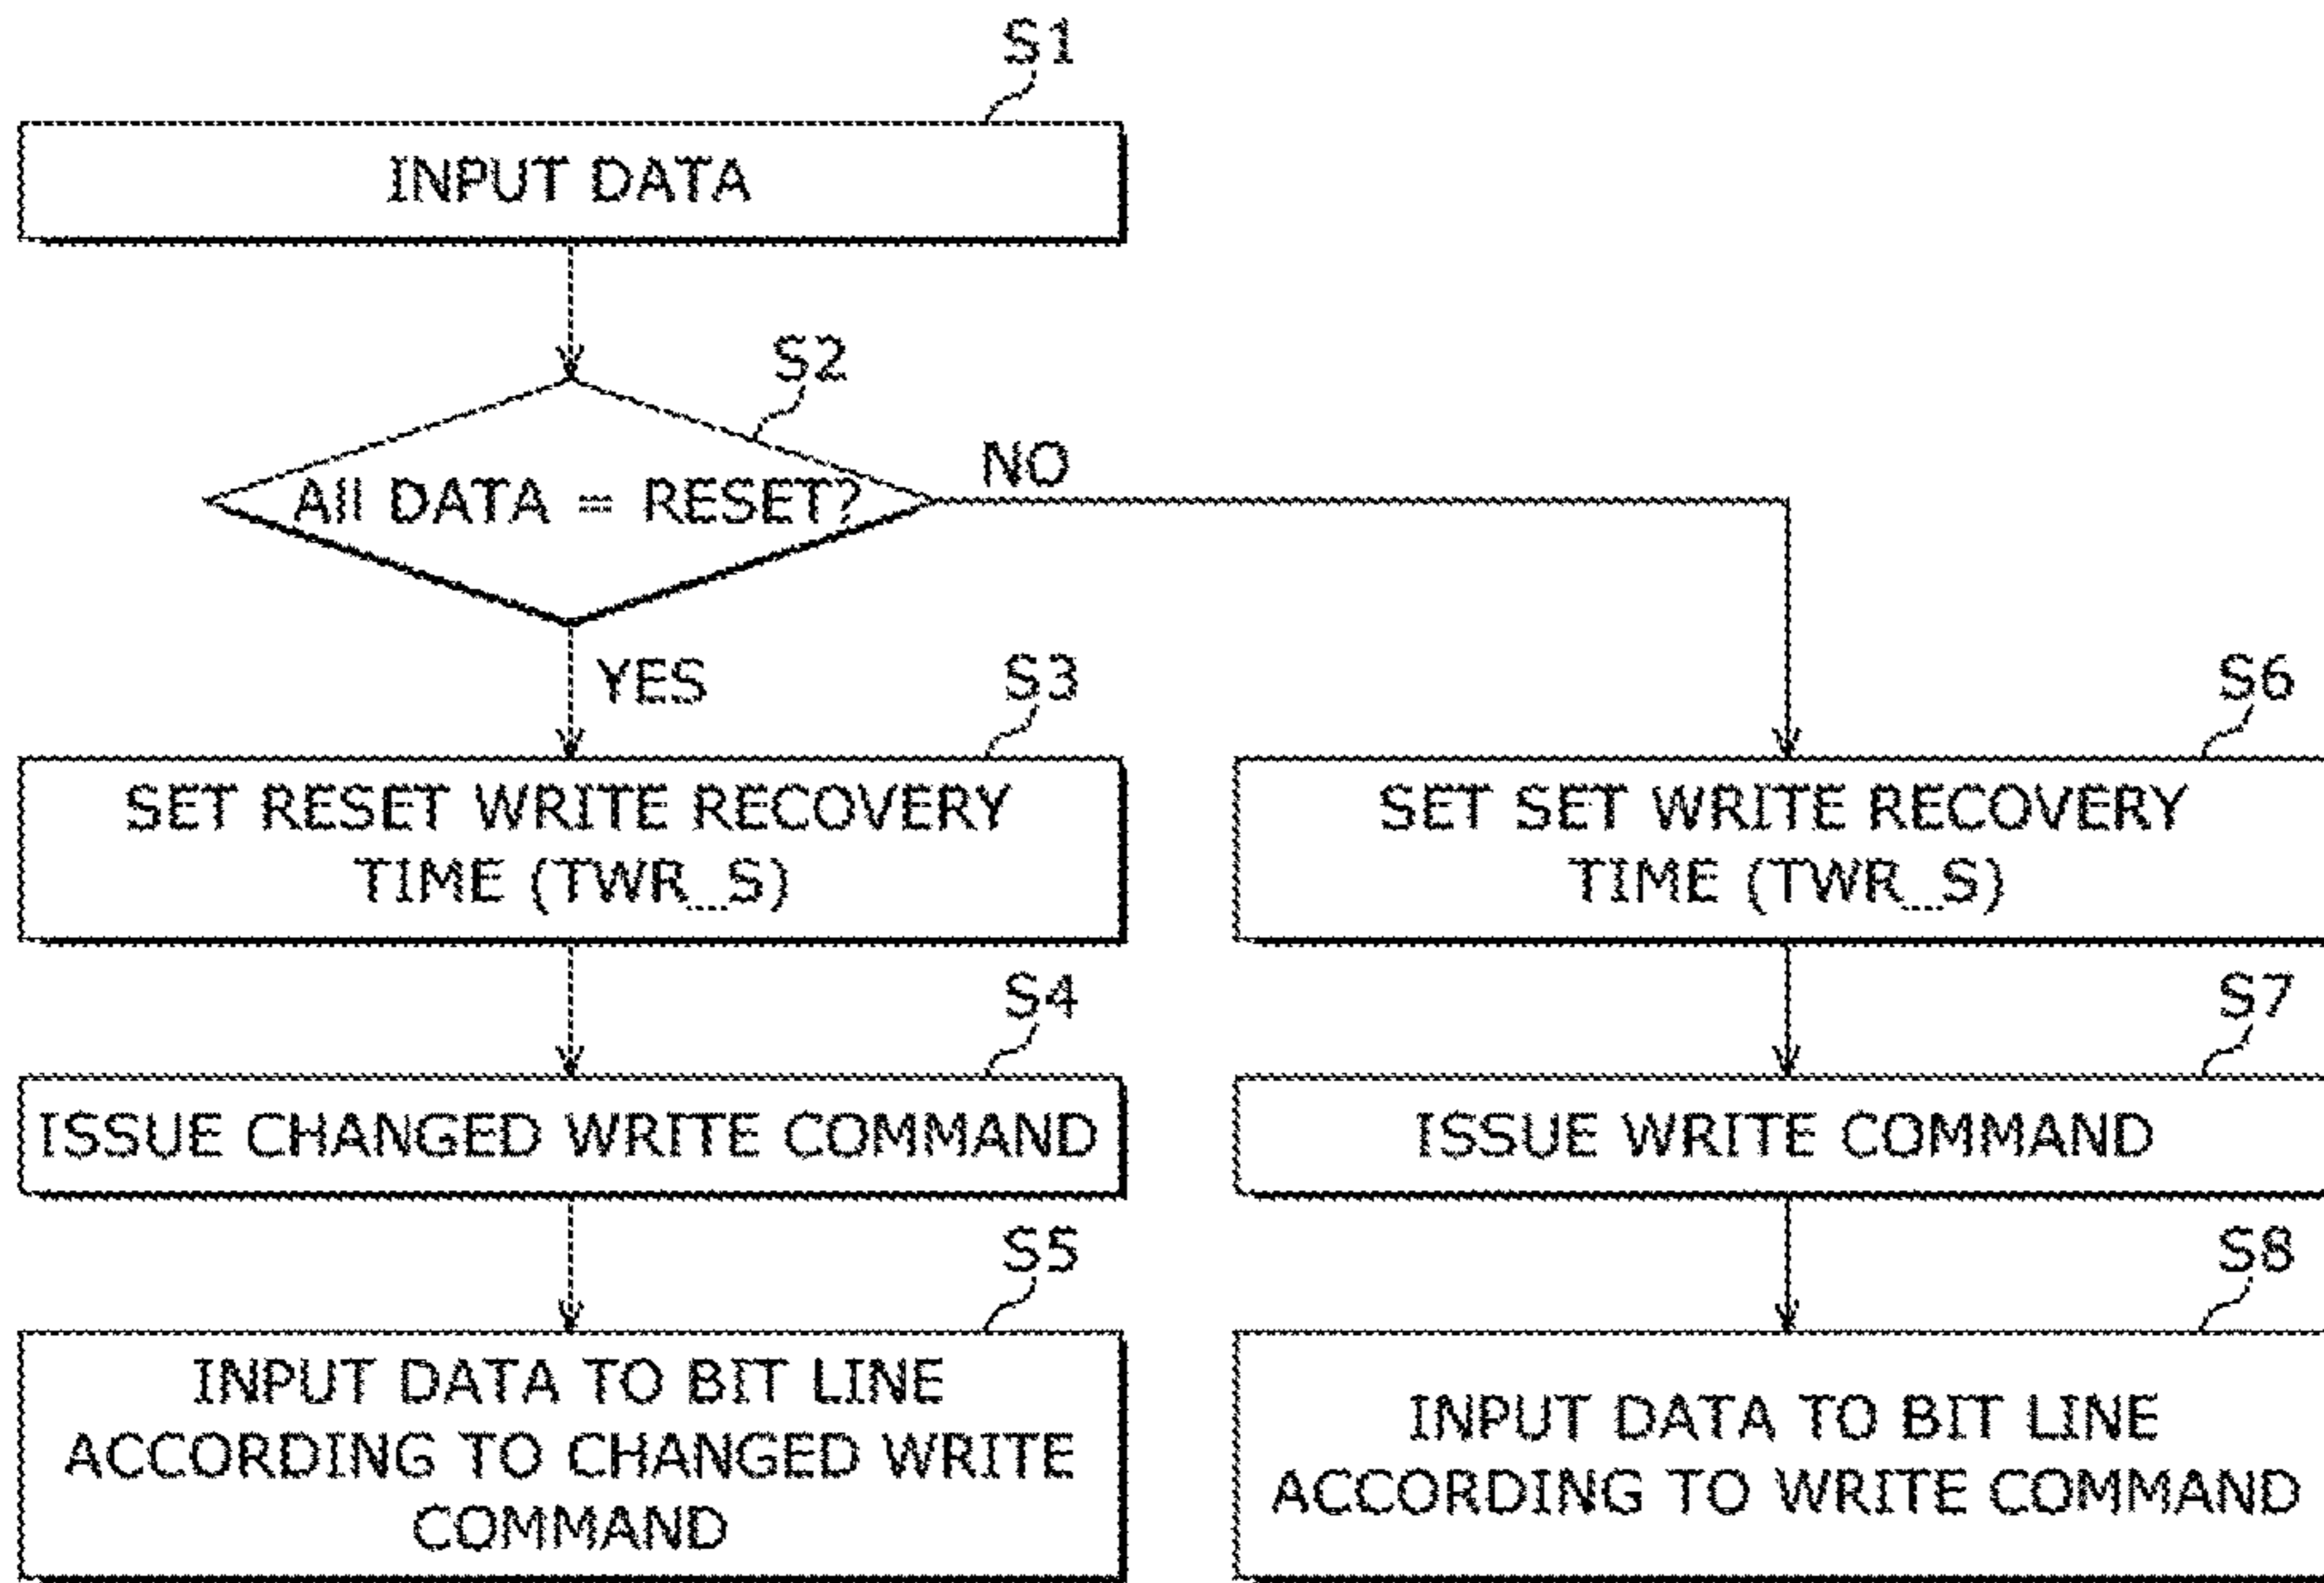 S1
INPUT DATA
S2
All DATA = RESET?
NO
YES
S3
SET RESET WRITE RECOVERY
TIME (TWR_S)
S6
SET SET WRITE RECOVERY
TIME (TWR_S)
S4
ISSUE CHANGED WRITE COMMAND
S7
ISSUE WRITE COMMAND
S5
INPUT DATA TO BIT LINE
ACCORDING TO CHANGED WRITE
COMMAND
S8
INPUT DATA TO BIT LINE
ACCORDING TO WRITE COMMAND